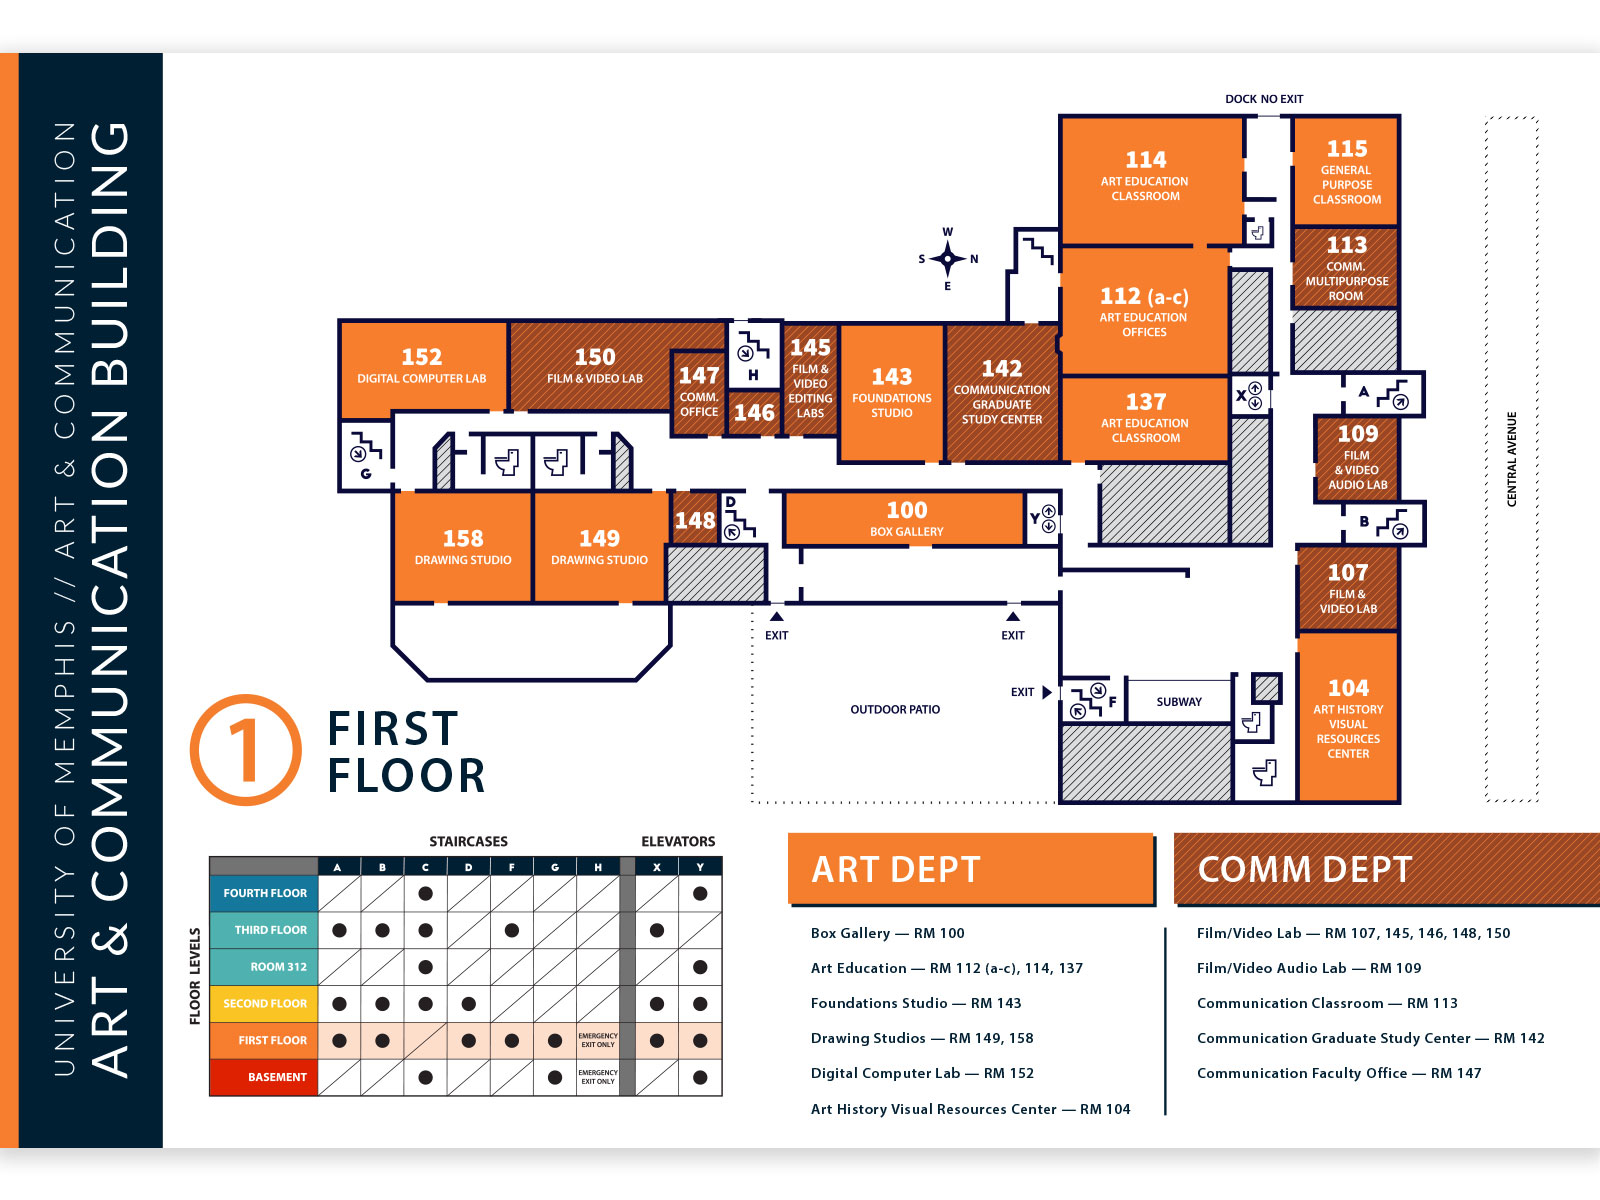 UNIVERSITY OF MEMPHIS // ART & COMMUNICATION
ART & COMMUNICATION BUILDING
DOCK NO EXIT
114
ART EDUCATION
CLASSROOM
115
GENERAL
PURPOSE
CLASSROOM
113
COMM.
MULTIPURPOSE
ROOM
W
S
N
E
112 (a-c)
ART EDUCATION
OFFICES
152
DIGITAL COMPUTER LAB
150
FILM & VIDEO LAB
147
COMM.
OFFICE
H
146
145
FILM &
VIDEO
EDITING
LABS
143
FOUNDATIONS
STUDIO
142
COMMUNICATION
GRADUATE
STUDY CENTER
137
ART EDUCATION
CLASSROOM
X
A
109
FILM
& VIDEO
AUDIO LAB
B
G
158
DRAWING STUDIO
149
DRAWING STUDIO
148
D
100
BOX GALLERY
Y
107
FILM &
VIDEO LAB
104
ART HISTORY
VISUAL
RESOURCES
CENTER
CENTRAL AVENUE
EXIT
EXIT
EXIT
F
SUBWAY
OUTDOOR PATIO
1
FIRST
FLOOR
STAIRCASES
ELEVATORS
A B C D F G H X Y
FLOOR LEVELS
FOURTH FLOOR
THIRD FLOOR
ROOM 312
SECOND FLOOR
FIRST FLOOR
EMERGENCY
EXIT ONLY
BASEMENT
EMERGENCY
EXIT ONLY
ART DEPT
Box Gallery — RM 100
Art Education — RM 112 (a-c), 114, 137
Foundations Studio — RM 143
Drawing Studios — RM 149, 158
Digital Computer Lab — RM 152
Art History Visual Resources Center — RM 104
COMM DEPT
Film/Video Lab — RM 107, 145, 146, 148, 150
Film/Video Audio Lab — RM 109
Communication Classroom — RM 113
Communication Graduate Study Center — RM 142
Communication Faculty Office — RM 147